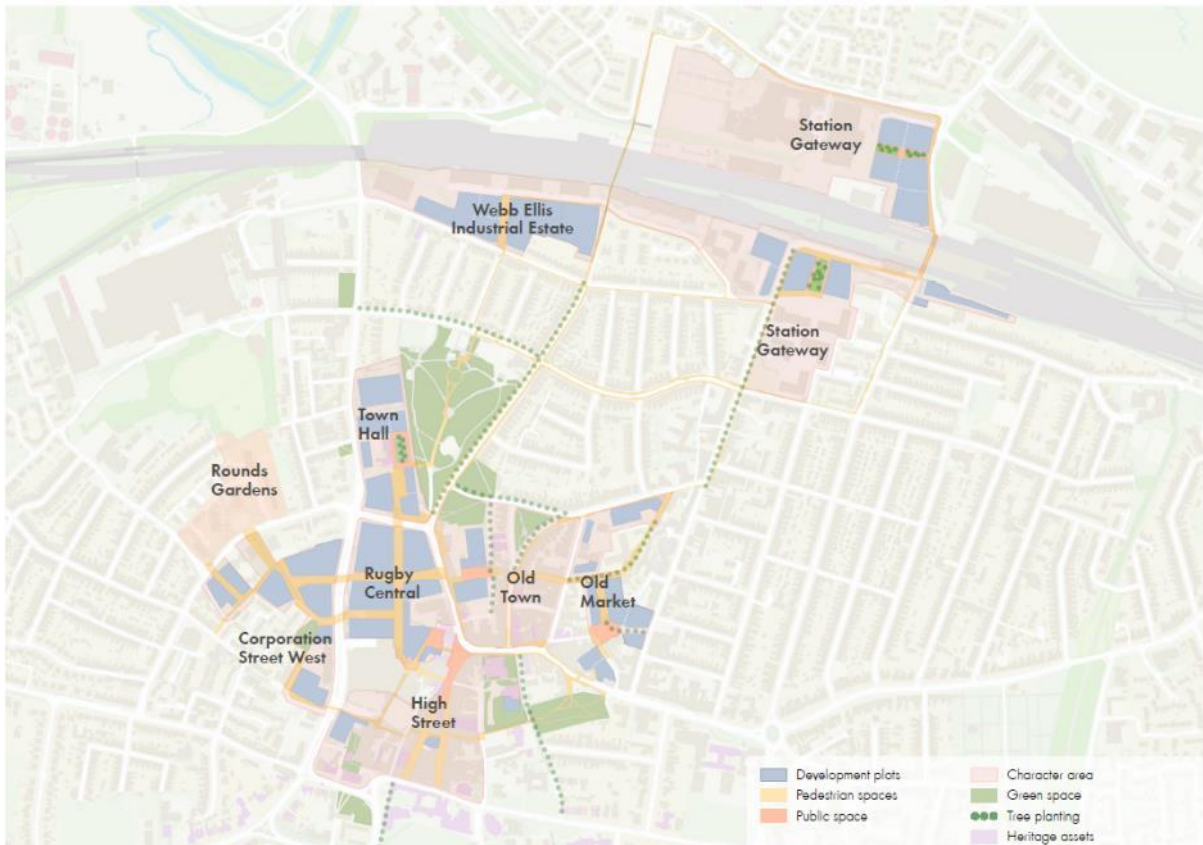 Station
Gateway
Webb Ellis
Industrial Estate
Station
Gateway
Town
Hall
Rounds
Gardens
Rugby
Central
Old
Town
Old
Market
Corporation
Street West
High
Street
Development plots
Pedestrian spaces
Public space
Character area
Green space
Tree planting
Heritage assets